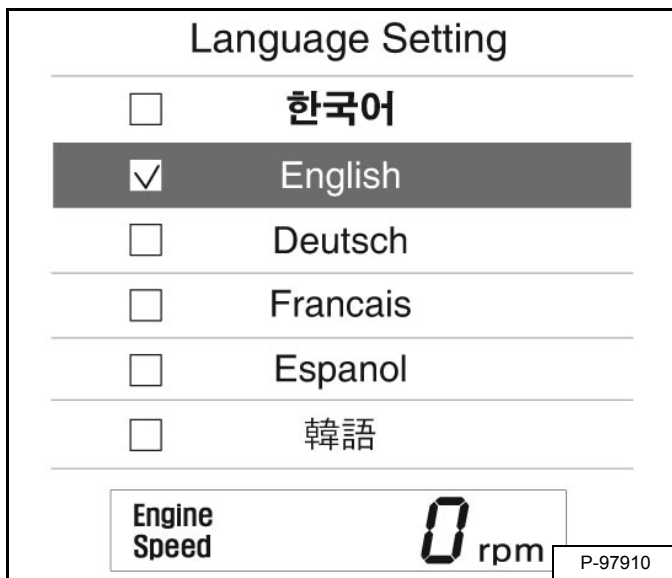 Language Setting
한국어
English
Deutsch
Francais
Espanol
韓語
Engine
Speed
0 rpm
P-97910